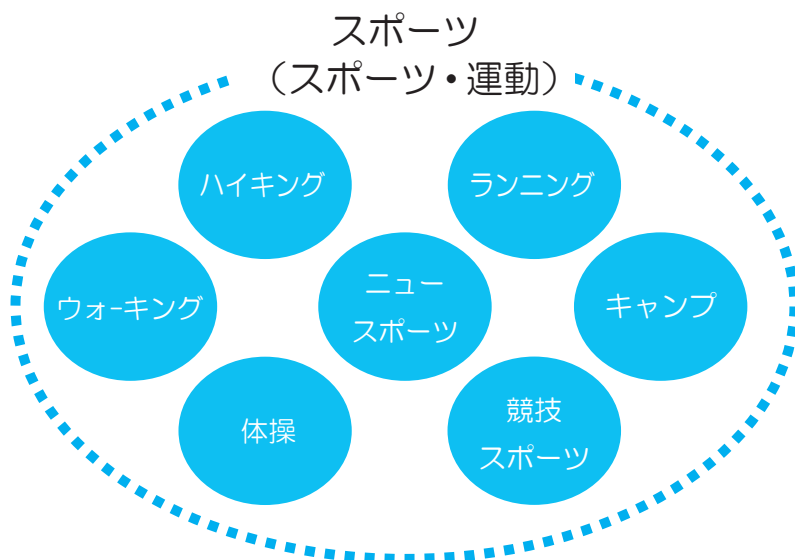 スポーツ
（スポーツ・運動）
ハイキング
ランニング
ウォーキング
ニュー
スポーツ
キャンプ
体操
競技
スポーツ